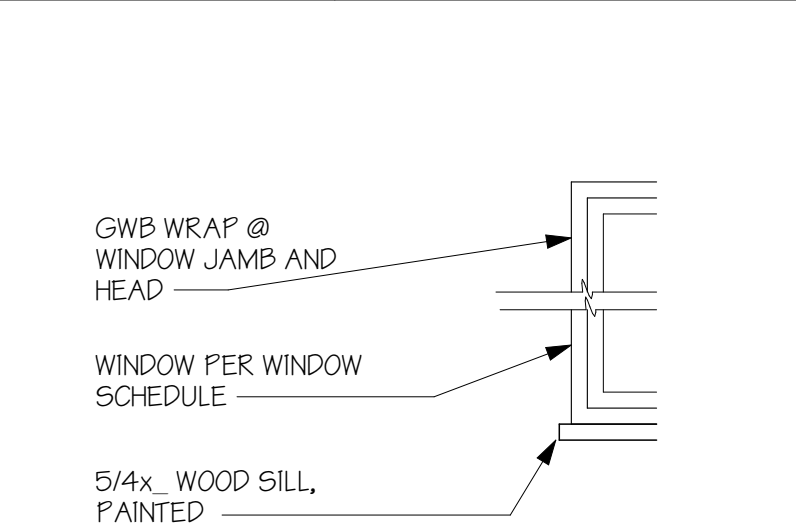 GWB WRAP @
WINDOW JAMB AND
HEAD
WINDOW PER WINDOW
SCHEDULE
5/4x_ WOOD SILL,
PAINTED